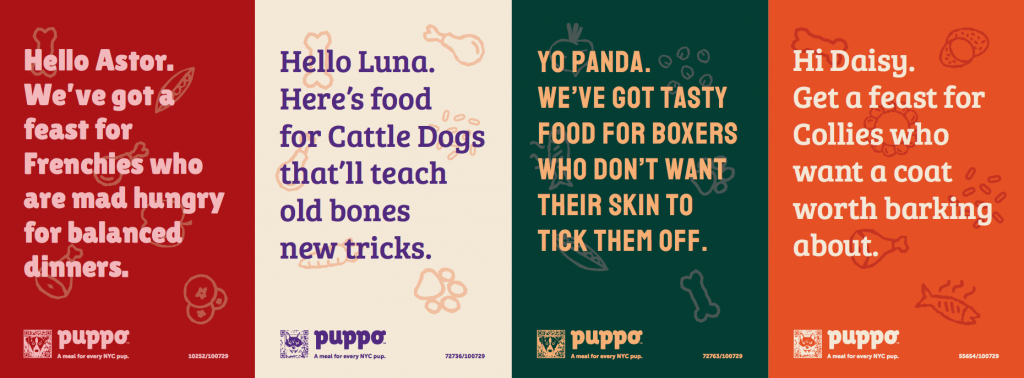 Hello Astor.
We've got a
feast for
Frenchies who
are mad hungry
for balanced
dinners.
puppo
A meal for every NYC pup.
10252/100729
Hello Luna.
Here's food
for Cattle Dogs
that'll teach
old bones
new tricks.
puppo
A meal for every NYC pup.
72736/100729
YO PANDA.
WE'VE GOT TASTY
FOOD FOR BOXERS
WHO DON'T WANT
THEIR SKIN TO
TICK THEM OFF.
puppo
A meal for every NYC pup.
72763/100729
Hi Daisy.
Get a feast for
Collies who
want a coat
worth barking
about.
puppo
A meal for every NYC pup.
55654/100729